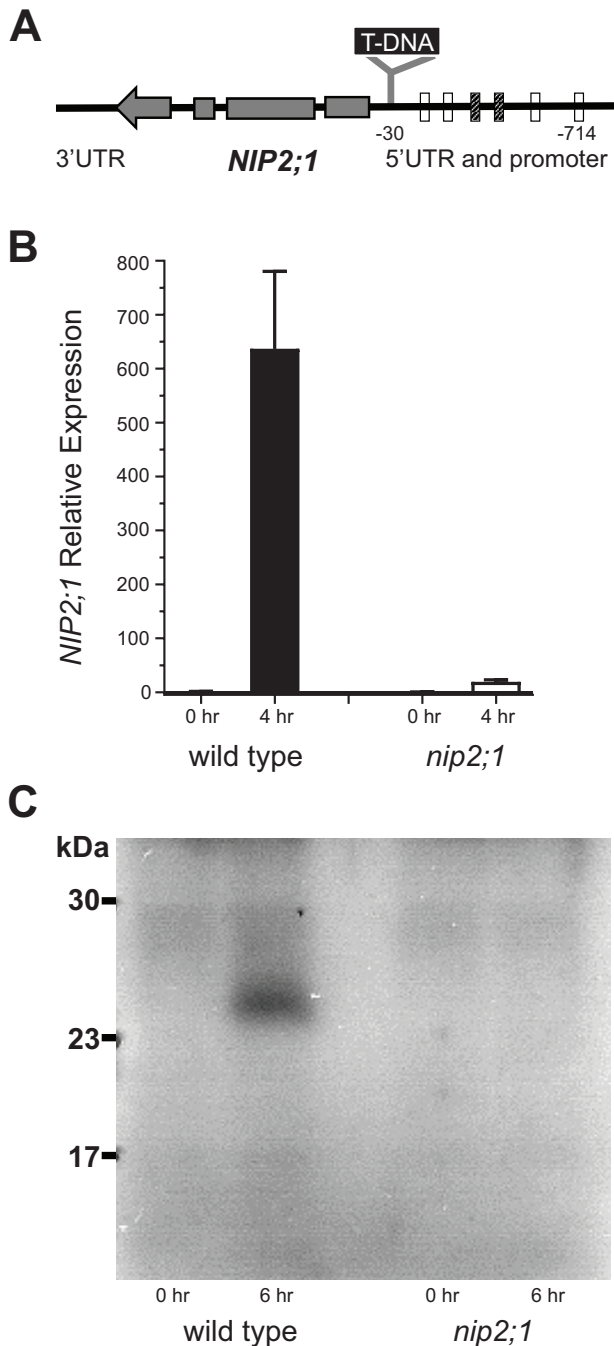 A
T-DNA
-30
-714
3'UTR
NIP2;1
5'UTR and promoter
B
NIP2;1 Relative Expression
800
700
600
500
400
300
200
100
0
0 hr
4 hr
0 hr
4 hr
wild type
nip2;1
C
kDa
30
23
17
0 hr
6 hr
0 hr
6 hr
wild type
nip2;1